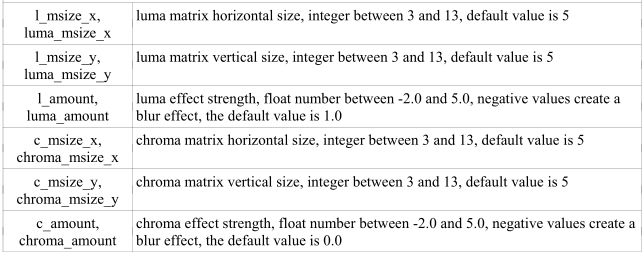 l_msize_x, luma matrix horizontal size, integer between 3 and 13, default value is 5
luma_msize_x
l_msize_y, luma matrix vertical size, integer between 3 and 13, default value is 5
luma_msize_y
l_amount, luma effect strength, float number between -2.0 and 5.0, negative values create a
luma_amount blur effect, the default value is 1.0
c_msize_x, chroma matrix horizontal size, integer between 3 and 13, default value is 5
chroma_msize_x
c_msize_y, chroma matrix vertical size, integer between 3 and 13, default value is 5
chroma_msize_y
c_amount, chroma effect strength, float number between -2.0 and 5.0, negative values create a
chroma_amount blur effect, the default value is 0.0